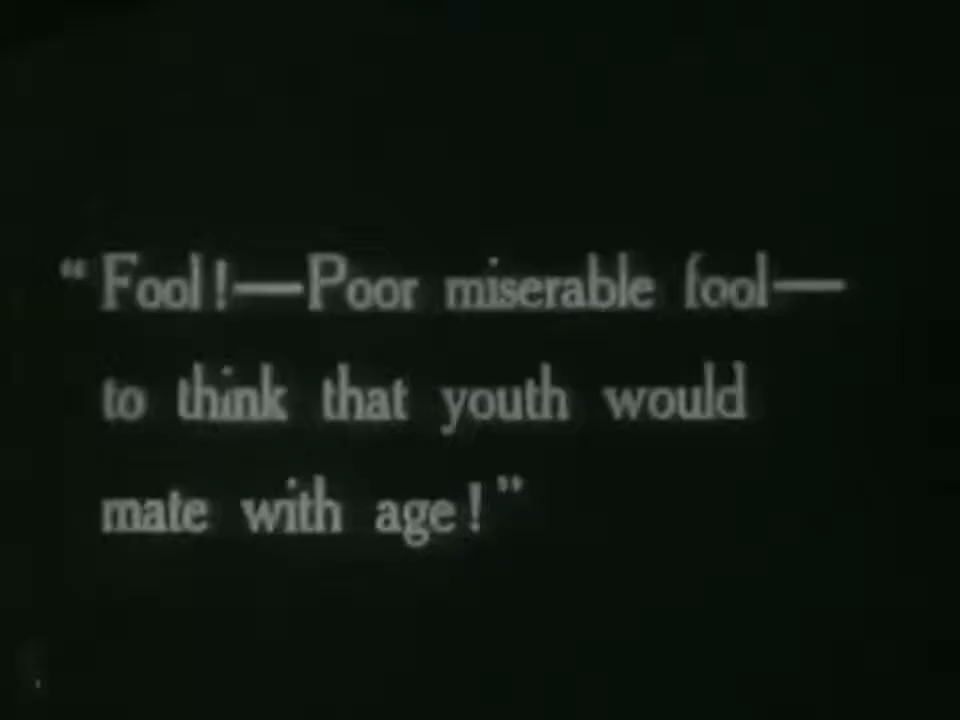 “Fool!—Poor miserable fool—
to think that youth would
mate with age!”